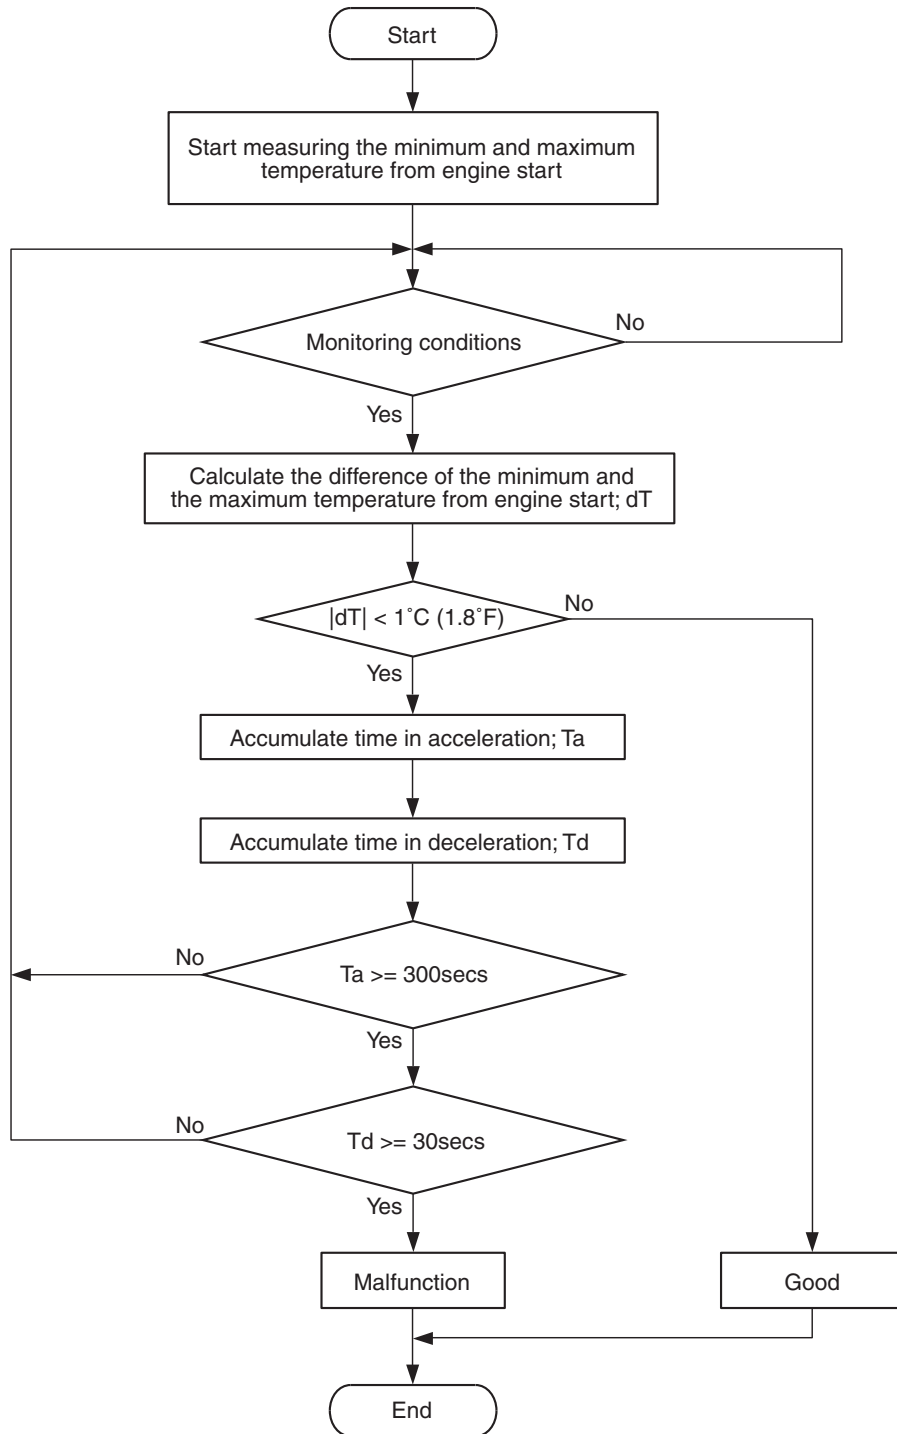 Start
Start measuring the minimum and maximum
temperature from engine start
No
Monitoring conditions
Yes
Calculate the difference of the minimum and
the maximum temperature from engine start; dT
No
|dT| < 1˚C (1.8˚F)
Yes
Accumulate time in acceleration; Ta
Accumulate time in deceleration; Td
No
Ta >= 300secs
Yes
No
Td >= 30secs
Yes
Malfunction
Good
End